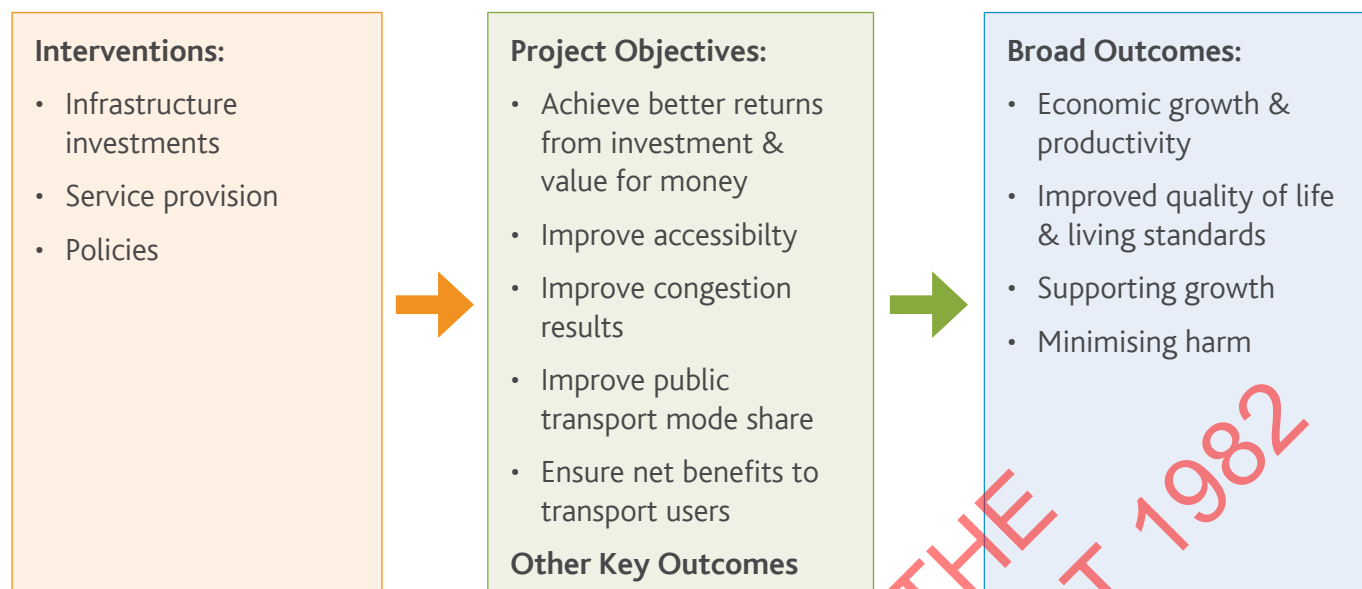 Interventions:
• Infrastructure
investments
• Service provision
• Policies
Project Objectives:
• Achieve better returns
from investment &
value for money
• Improve accessibilty
• Improve congestion
results
• Improve public
transport mode share
• Ensure net benefits to
transport users
Other Key Outcomes
Broad Outcomes:
• Economic growth &
productivity
• Improved quality of life
& living standards
• Supporting growth
• Minimising harm
THE
T 1982